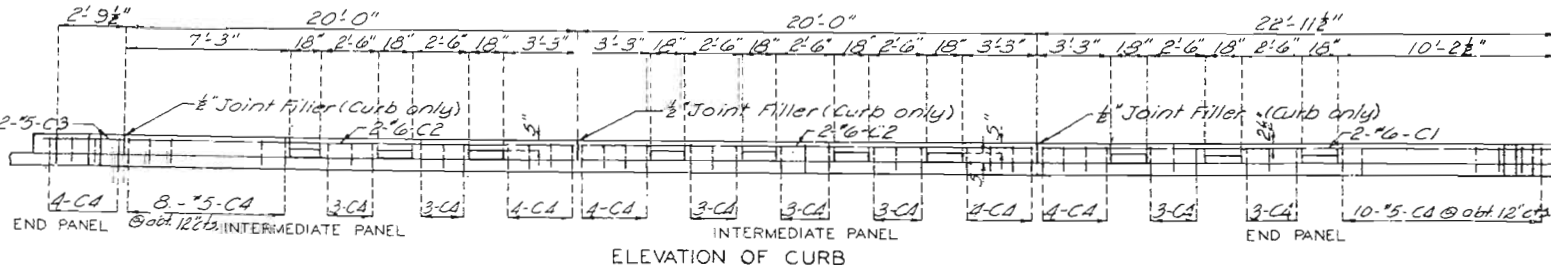 2'-9½" 20'-0" 20'-0" 22'-11½"
7'-3" 18" 2'-6" 18" 2'-6" 18" 3'-3" 3'-3" 18" 2'-6" 18" 2'-6" 18" 2'-6" 18" 3'-3" 3'-3" 18" 2'-6" 18" 2'-6" 18" 10'-2½"
½" Joint Filler (Curb only) ½" Joint Filler (Curb only) ½" Joint Filler (Curb only)
2-#5-C3 2-#6-C2 5" 2-#6-C2 5" 2-#6-C1
3"
4-C4 8-#5-C4 3-C4 3-C4 4-C4 4-C4 3-C4 3-C4 3-C4 4-C4 4-C4 3-C4 3-C4 10-#5-C4 @ abt. 12" cts.
@ abt. 12" cts.
END PANEL INTERMEDIATE PANEL INTERMEDIATE PANEL END PANEL
ELEVATION OF CURB